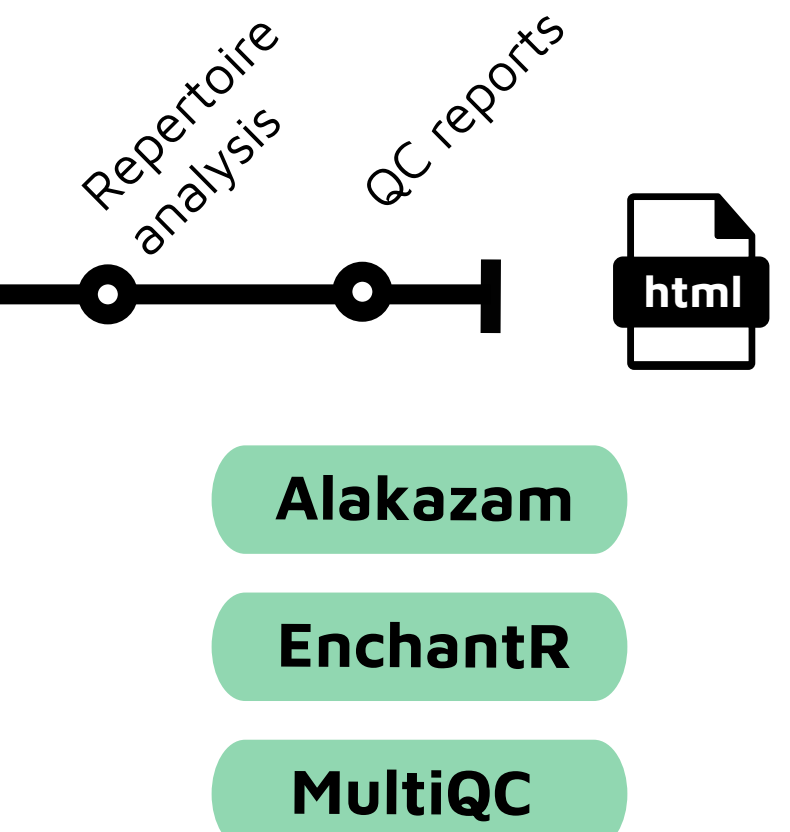 Repertoire
analysis
QC reports
html
Alakazam
EnchantR
MultiQC